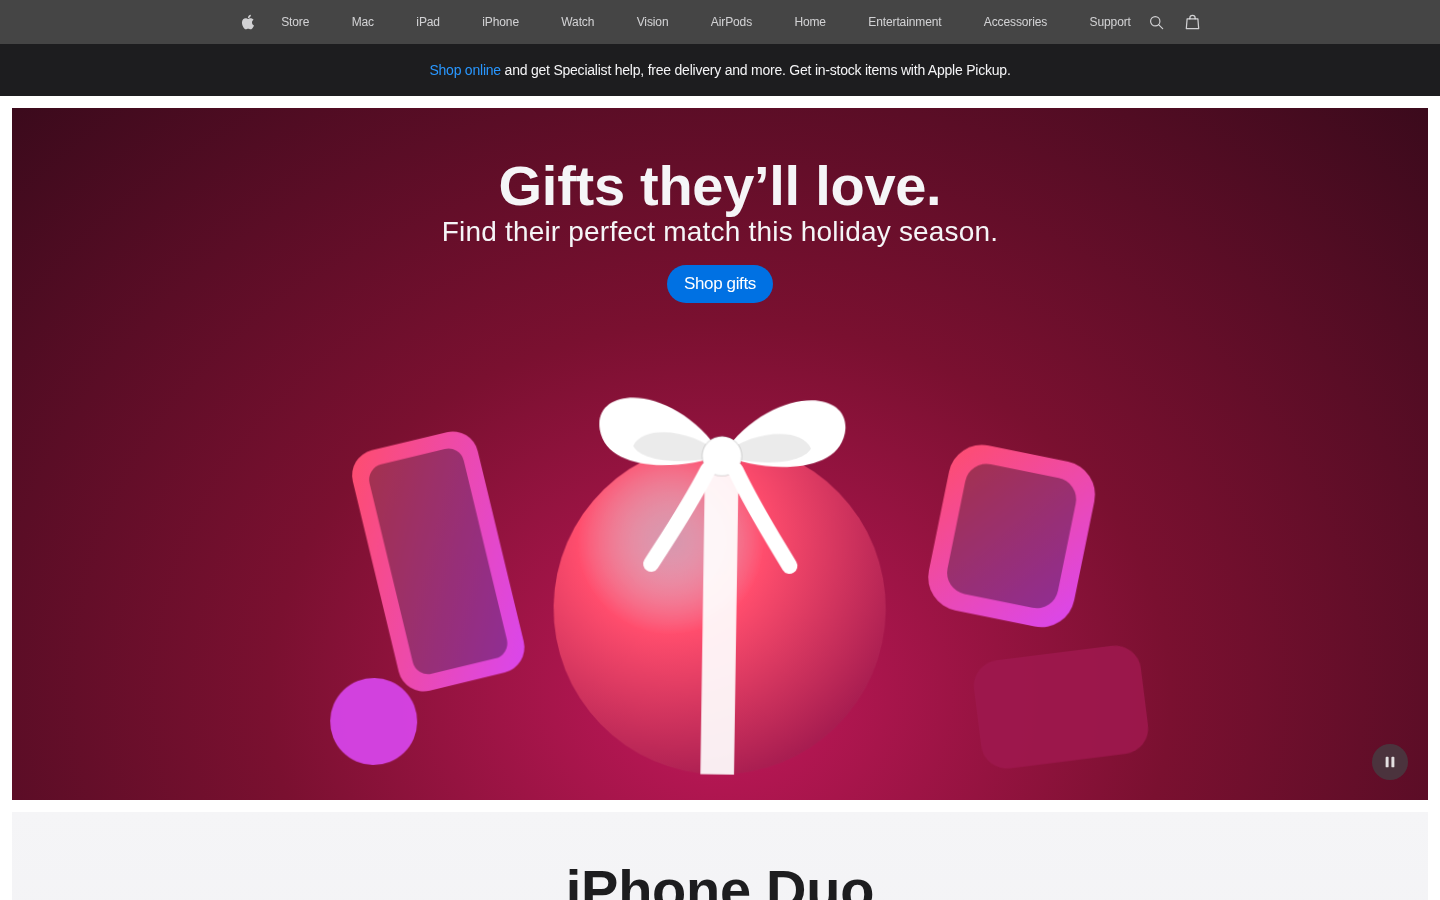 Store Mac iPad iPhone Watch Vision AirPods Home Entertainment Accessories Support
Shop online and get Specialist help, free delivery and more. Get in-stock items with Apple Pickup.
Gifts they’ll love.
Find their perfect match this holiday season.
Shop gifts
iPhone Duo